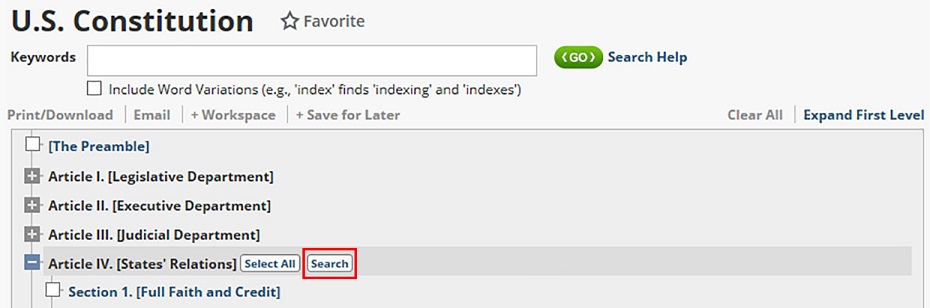 U.S. Constitution Favorite
Keywords GO Search Help
Include Word Variations (e.g., 'index' finds 'indexing' and 'indexes')
Print/Download Email + Workspace + Save for Later Clear All Expand First Level
[The Preamble]
Article I. [Legislative Department]
Article II. [Executive Department]
Article III. [Judicial Department]
Article IV. [States' Relations] Select All Search
Section 1. [Full Faith and Credit]